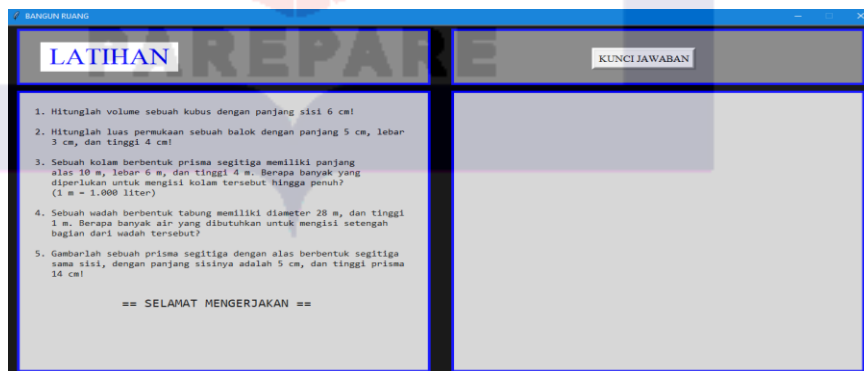 BANGUN RUANG
PAREPARE
LATIHAN
KUNCI JAWABAN
1. Hitunglah volume sebuah kubus dengan panjang sisi 6 cm!
2. Hitunglah luas permukaan sebuah balok dengan panjang 5 cm, lebar
3 cm, dan tinggi 4 cm!
3. Sebuah kolam berbentuk prisma segitiga memiliki panjang
alas 10 m, lebar 6 m, dan tinggi 4 m. Berapa banyak yang
diperlukan untuk mengisi kolam tersebut hingga penuh?
(1 m = 1.000 liter)
4. Sebuah wadah berbentuk tabung memiliki diameter 28 m, dan tinggi
1 m. Berapa banyak air yang dibutuhkan untuk mengisi setengah
bagian dari wadah tersebut?
5. Gambarlah sebuah prisma segitiga dengan alas berbentuk segitiga
sama sisi, dengan panjang sisinya adalah 5 cm, dan tinggi prisma
14 cm!
== SELAMAT MENGERJAKAN ==